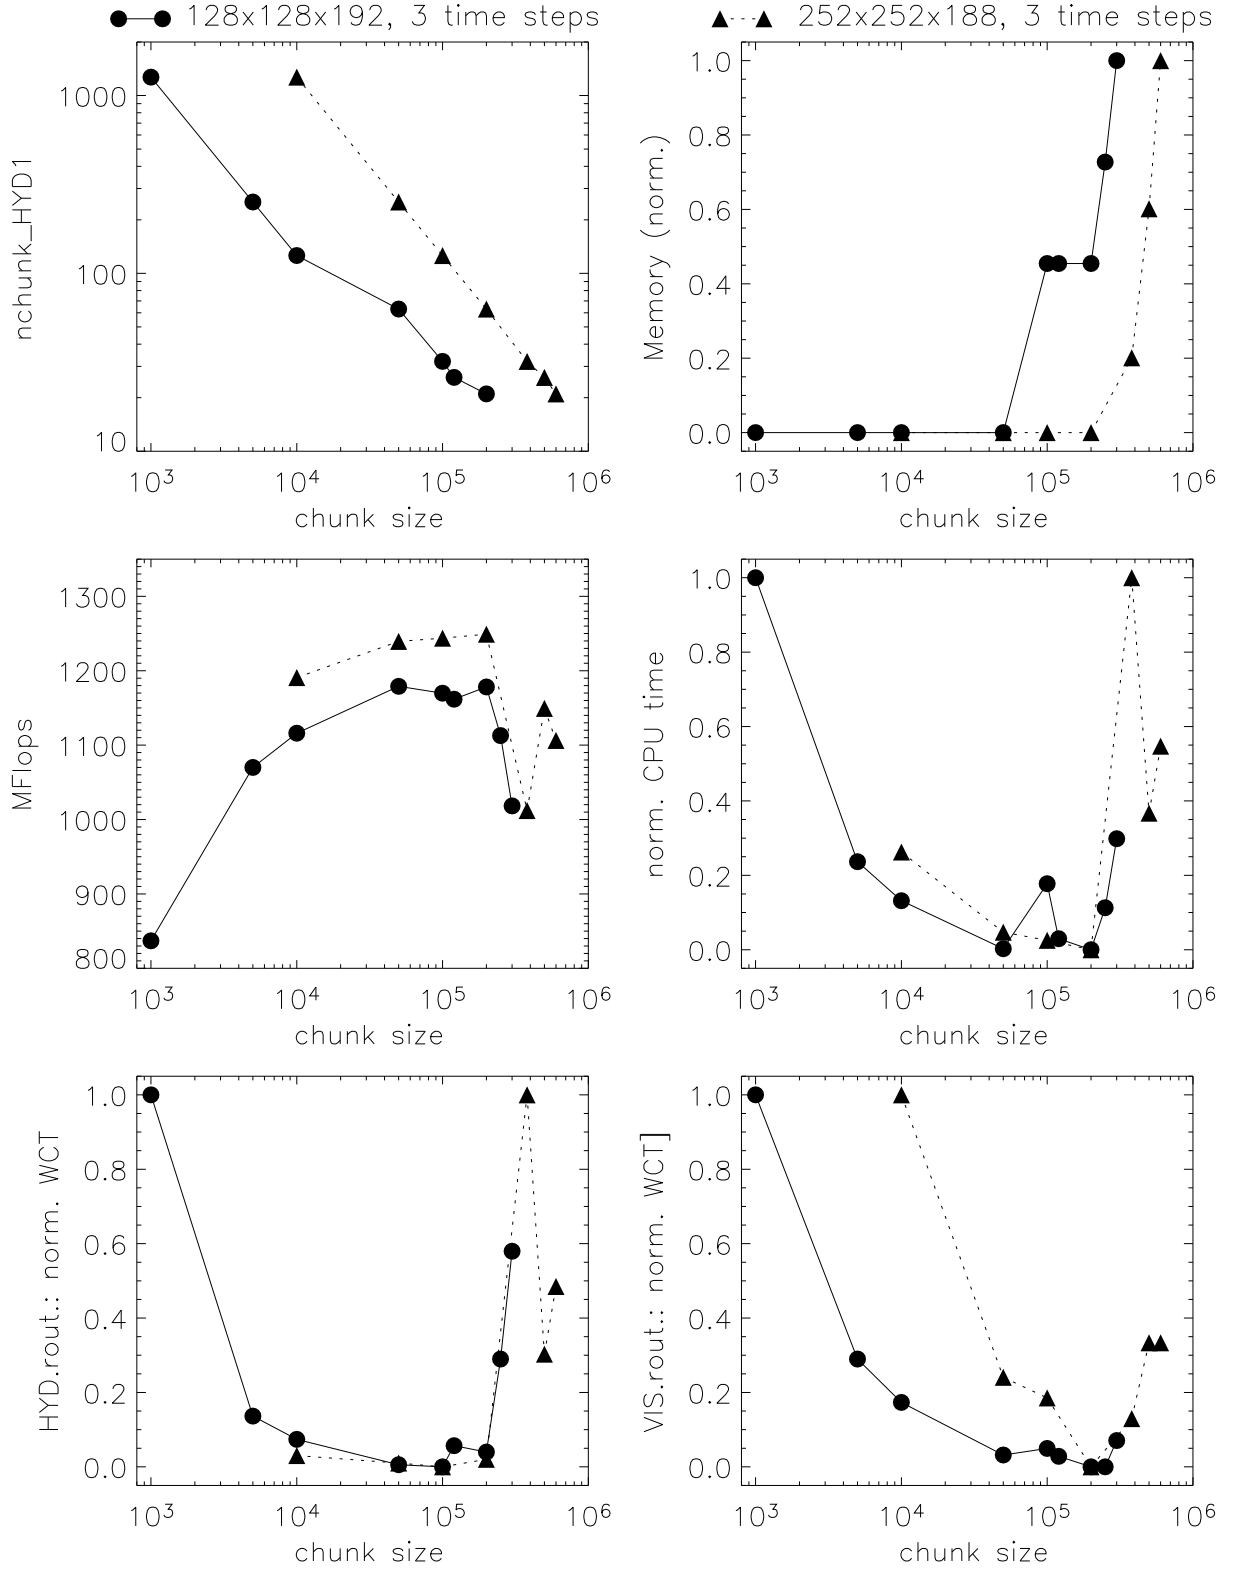 128x128x192, 3 time steps
252x252x188, 3 time steps
nchunk_HYD1
1000
100
10
10³ 10⁴ 10⁵ 10⁶
chunk size
Memory (norm.)
1.0
0.8
0.6
0.4
0.2
0.0
10³ 10⁴ 10⁵ 10⁶
chunk size
MFlops
1300
1200
1100
1000
900
800
10³ 10⁴ 10⁵ 10⁶
chunk size
norm. CPU time
1.0
0.8
0.6
0.4
0.2
0.0
10³ 10⁴ 10⁵ 10⁶
chunk size
HYD.rout.: norm. WCT
1.0
0.8
0.6
0.4
0.2
0.0
10³ 10⁴ 10⁵ 10⁶
chunk size
VIS.rout.: norm. WCT]
1.0
0.8
0.6
0.4
0.2
0.0
10³ 10⁴ 10⁵ 10⁶
chunk size